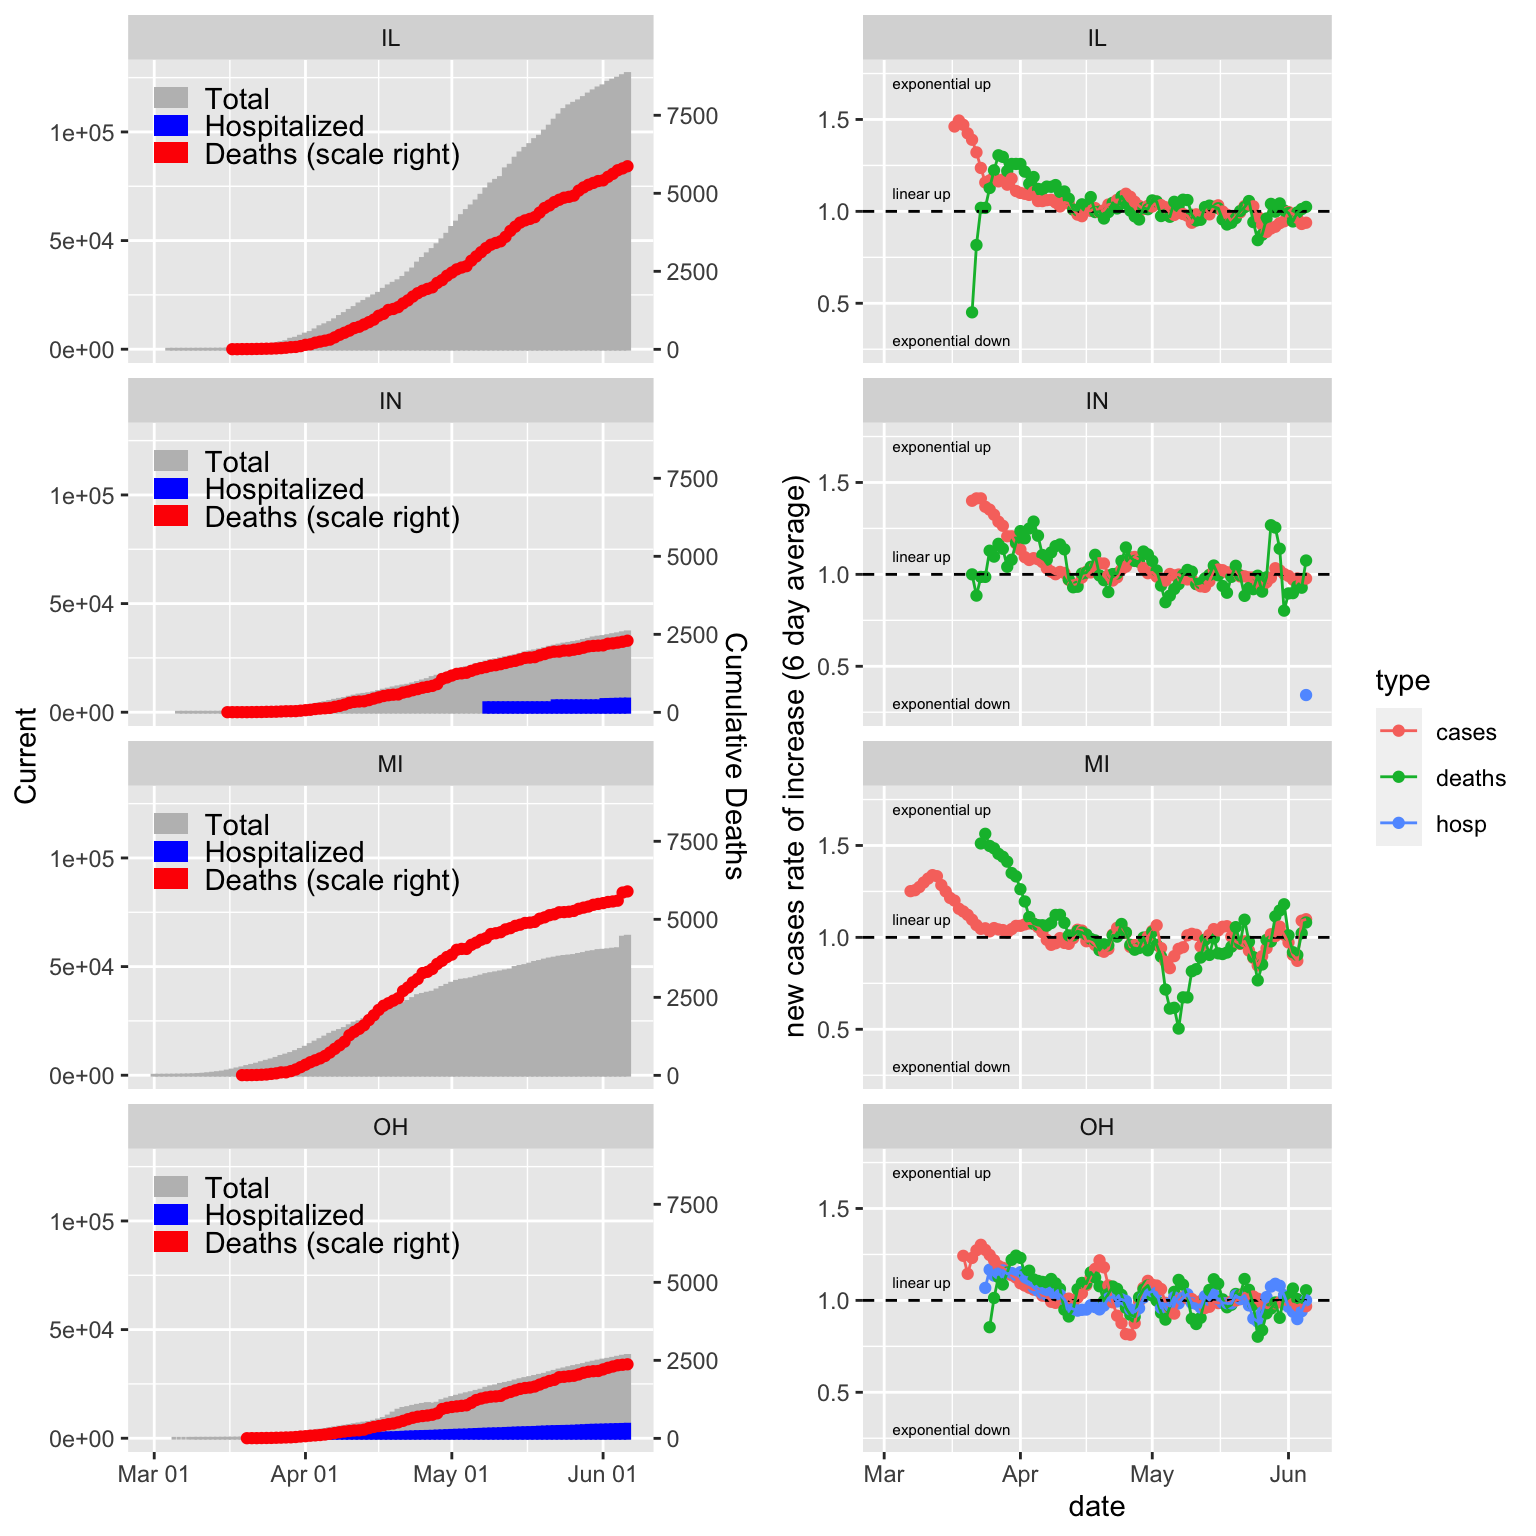 IL
Total
Hospitalized
Deaths (scale right)
1e+05
5e+04
0e+00
7500
5000
2500
0
IN
Total
Hospitalized
Deaths (scale right)
1e+05
5e+04
0e+00
7500
5000
2500
0
MI
Total
Hospitalized
Deaths (scale right)
1e+05
5e+04
0e+00
7500
5000
2500
0
OH
Total
Hospitalized
Deaths (scale right)
1e+05
5e+04
0e+00
7500
5000
2500
0
Mar 01
Apr 01
May 01
Jun 01
Current
Cumulative Deaths
IL
exponential up
linear up
exponential down
1.5
1.0
0.5
IN
exponential up
linear up
exponential down
1.5
1.0
0.5
MI
exponential up
linear up
exponential down
1.5
1.0
0.5
OH
exponential up
linear up
exponential down
1.5
1.0
0.5
Mar
Apr
May
Jun
date
new cases rate of increase (6 day average)
type
cases
deaths
hosp